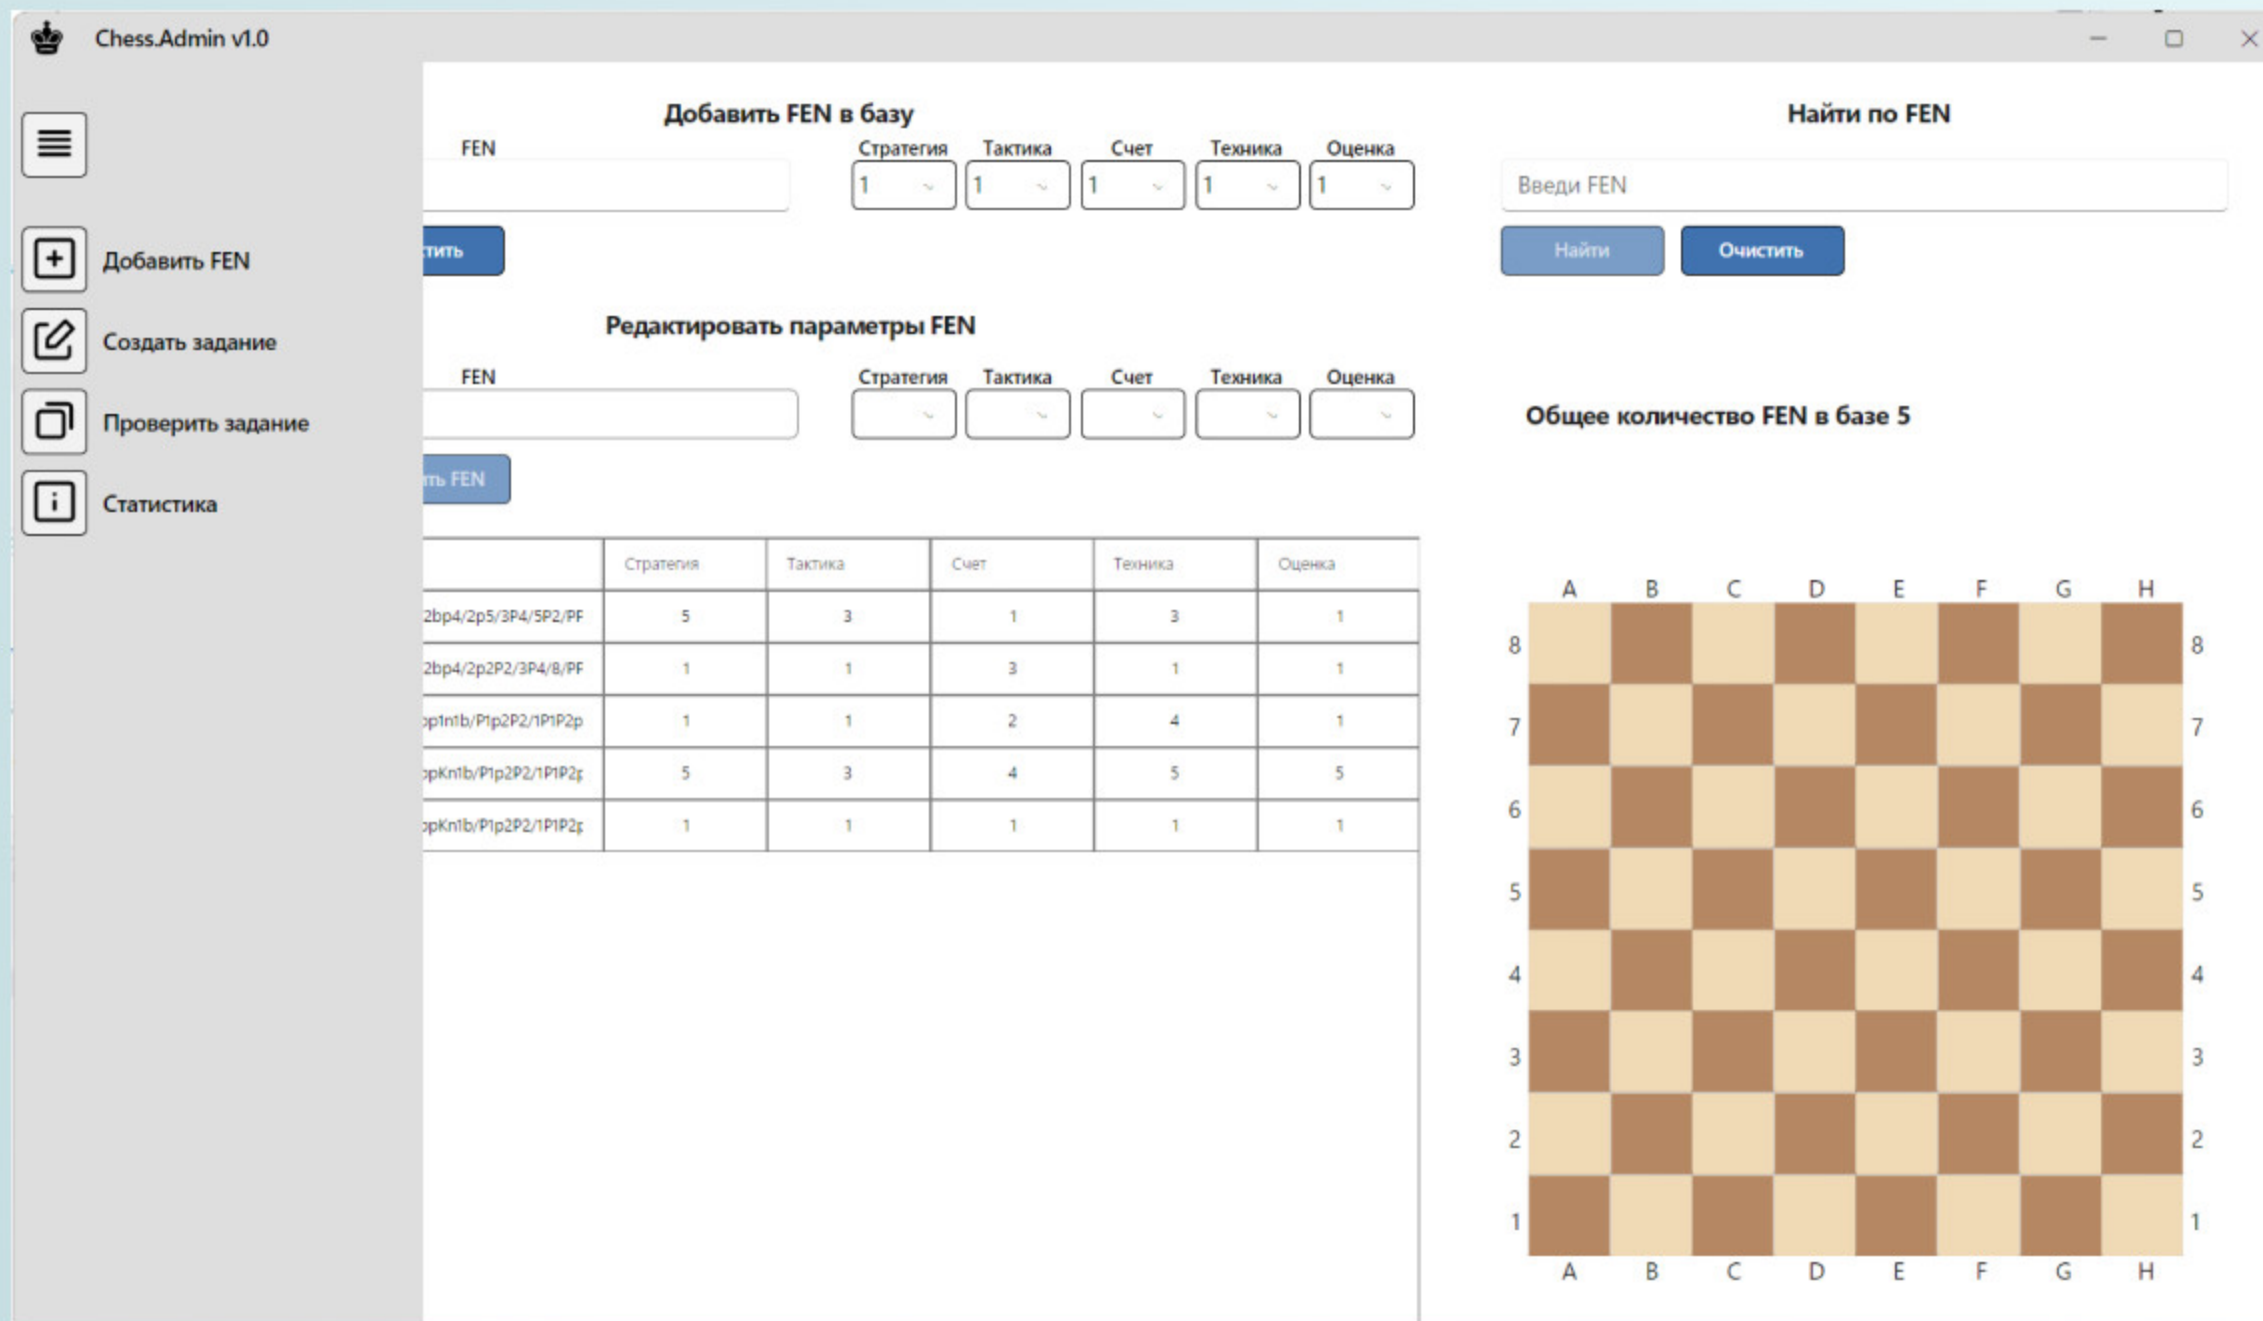 Chess.Admin v1.0
Добавить FEN
Создать задание
Проверить задание
Статистика
Добавить FEN в базу
FEN Стратегия Тактика Счет Техника Оценка
1 1 1 1 1
тить
Редактировать параметры FEN
FEN Стратегия Тактика Счет Техника Оценка
ть FEN
Стратегия Тактика Счет Техника Оценка
2bp4/2p5/3P4/5P2/PF 5 3 1 3 1
2bp4/2p2P2/3P4/8/PF 1 1 3 1 1
op1n1b/P1p2P2/1P1P2p 1 1 2 4 1
opKn1b/P1p2P2/1P1P2p 5 3 4 5 5
opKn1b/P1p2P2/1P1P2p 1 1 1 1 1
Найти по FEN
Введи FEN
Найти Очистить
Общее количество FEN в базе 5
A B C D E F G H
8 8
7 7
6 6
5 5
4 4
3 3
2 2
1 1
A B C D E F G H